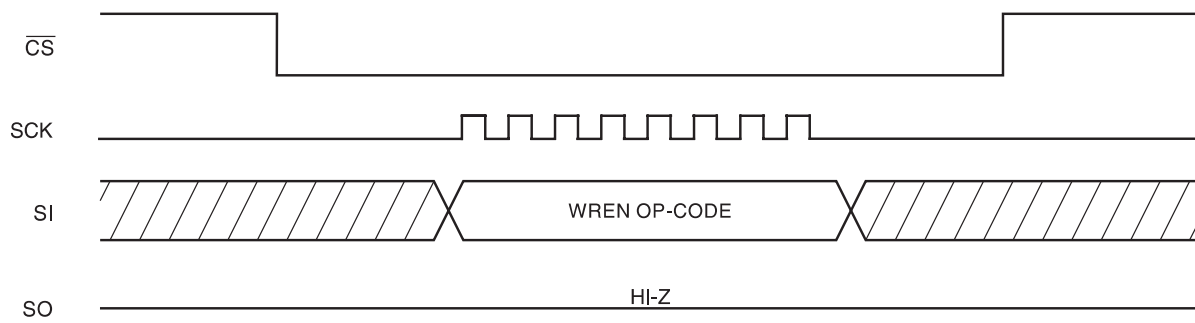 CS
SCK
SI
WREN OP-CODE
HI-Z
SO